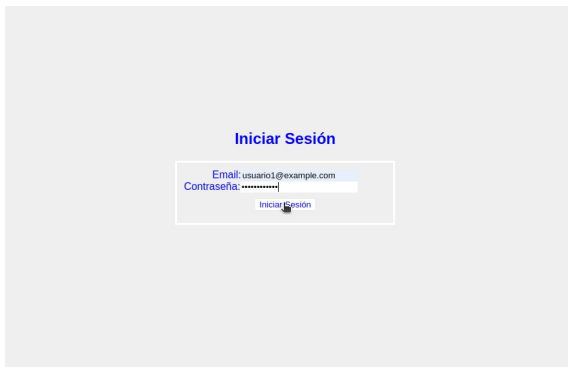 Iniciar Sesión
Email: usuario1@example.com
Contraseña: ••••••••••••
Iniciar Sesión